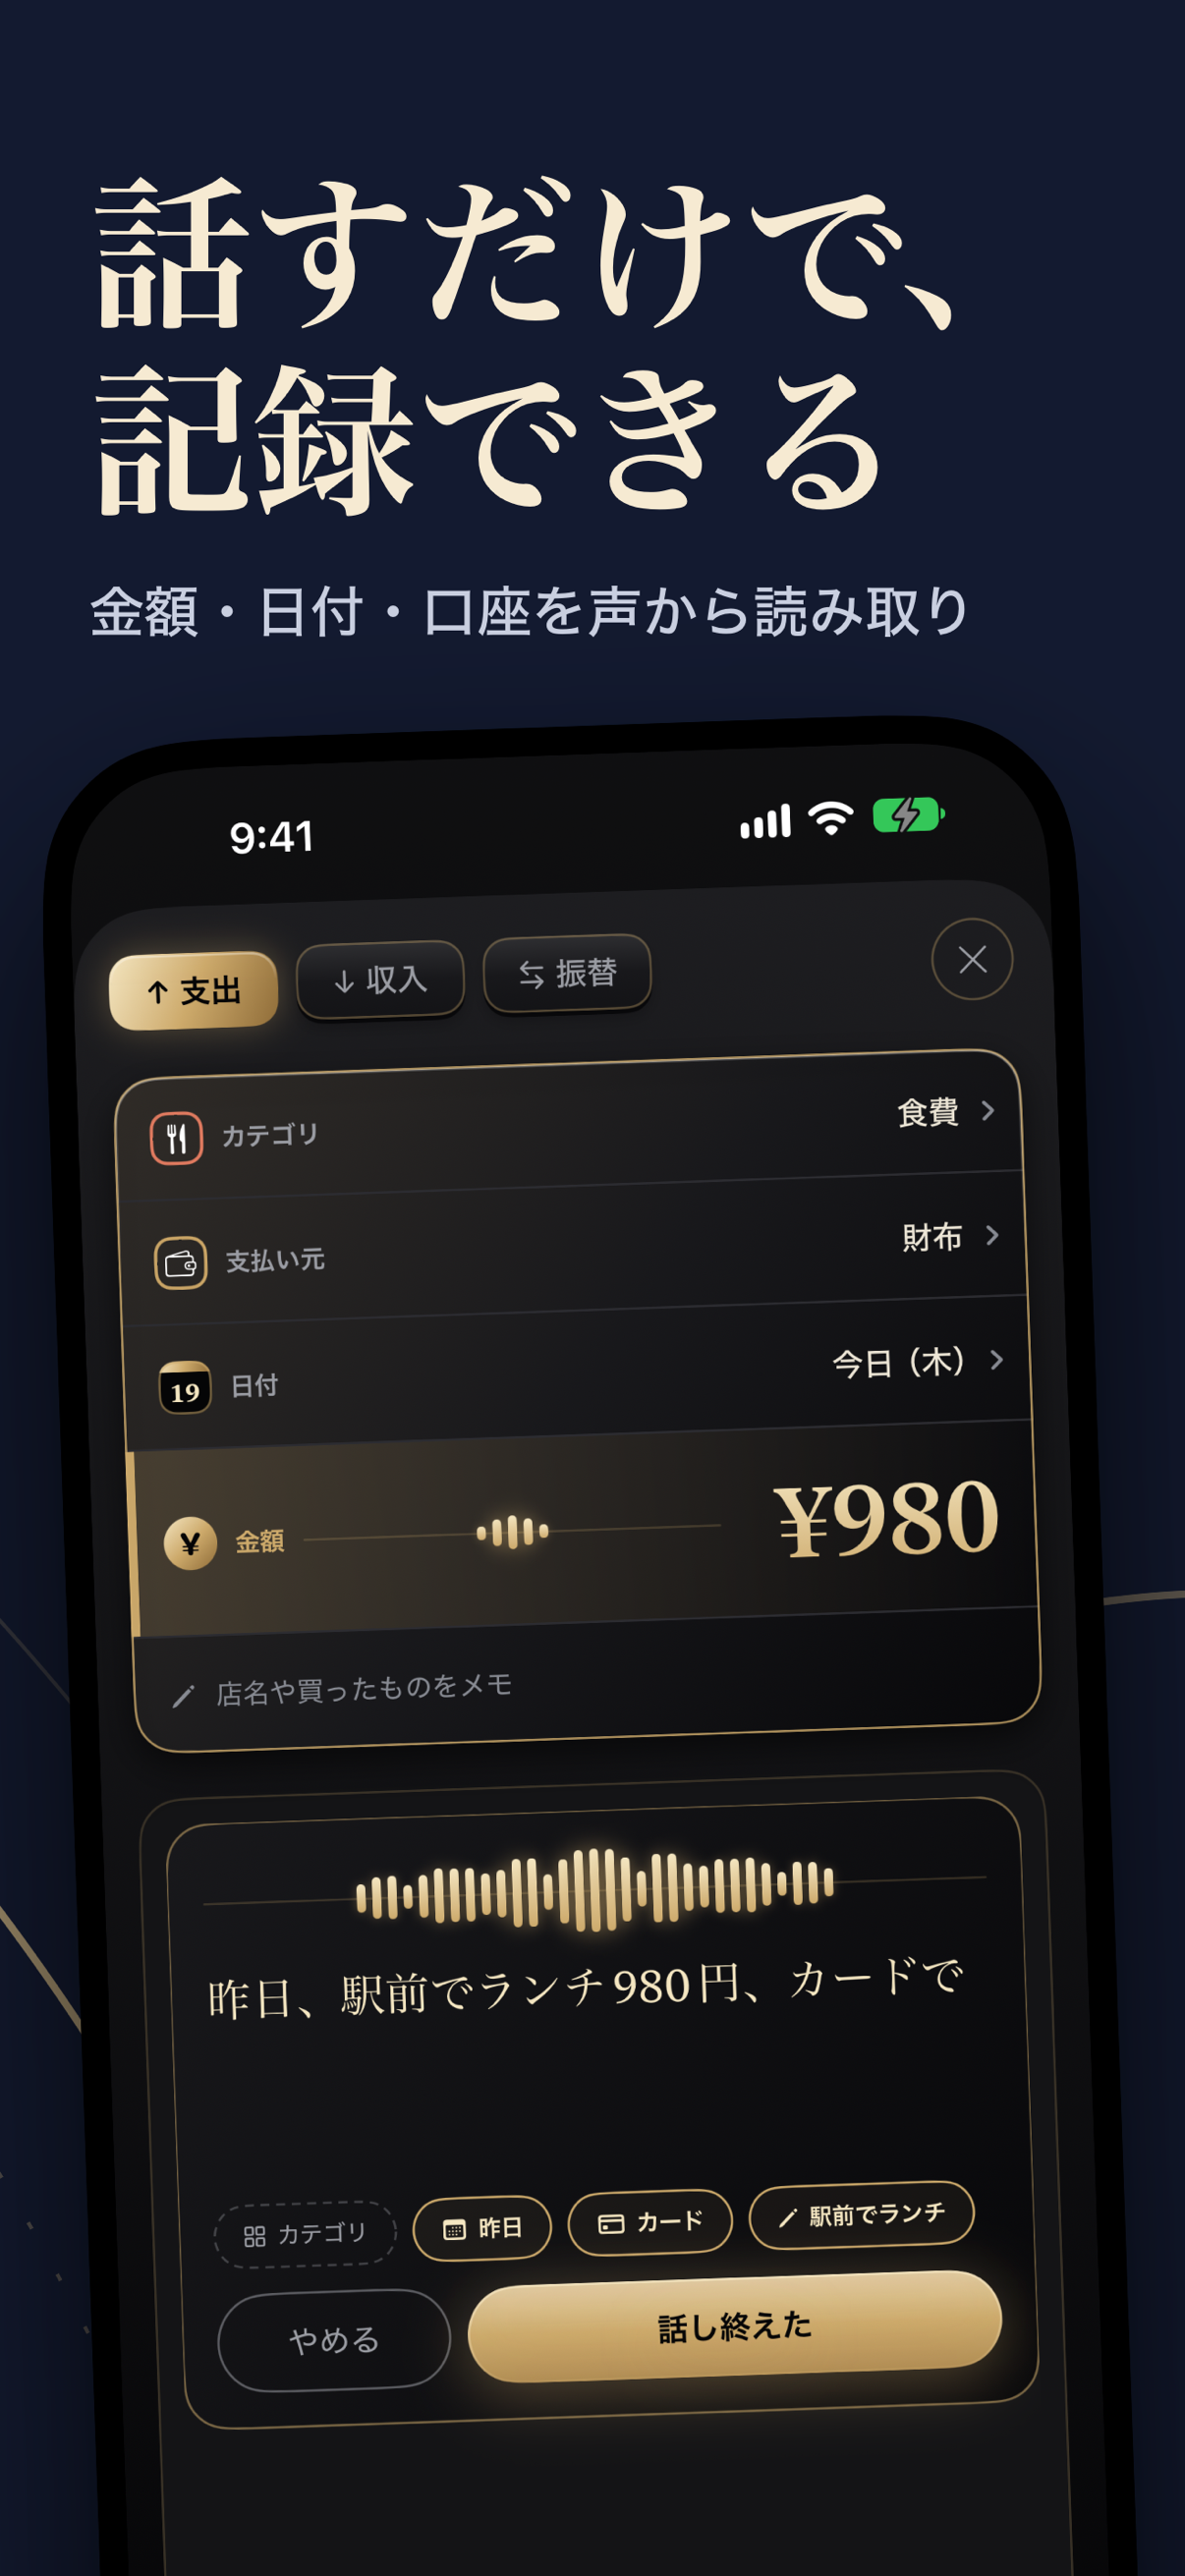 話すだけで、
記録できる
金額・日付・口座を声から読み取り
9:41
↑ 支出 ↓ 収入 振替
カテゴリ 食費
支払い元 財布
19 日付 今日（木）
¥ 金額 ¥980
店名や買ったものをメモ
昨日、駅前でランチ980円、カードで
カテゴリ 昨日 カード 駅前でランチ
やめる 話し終えた